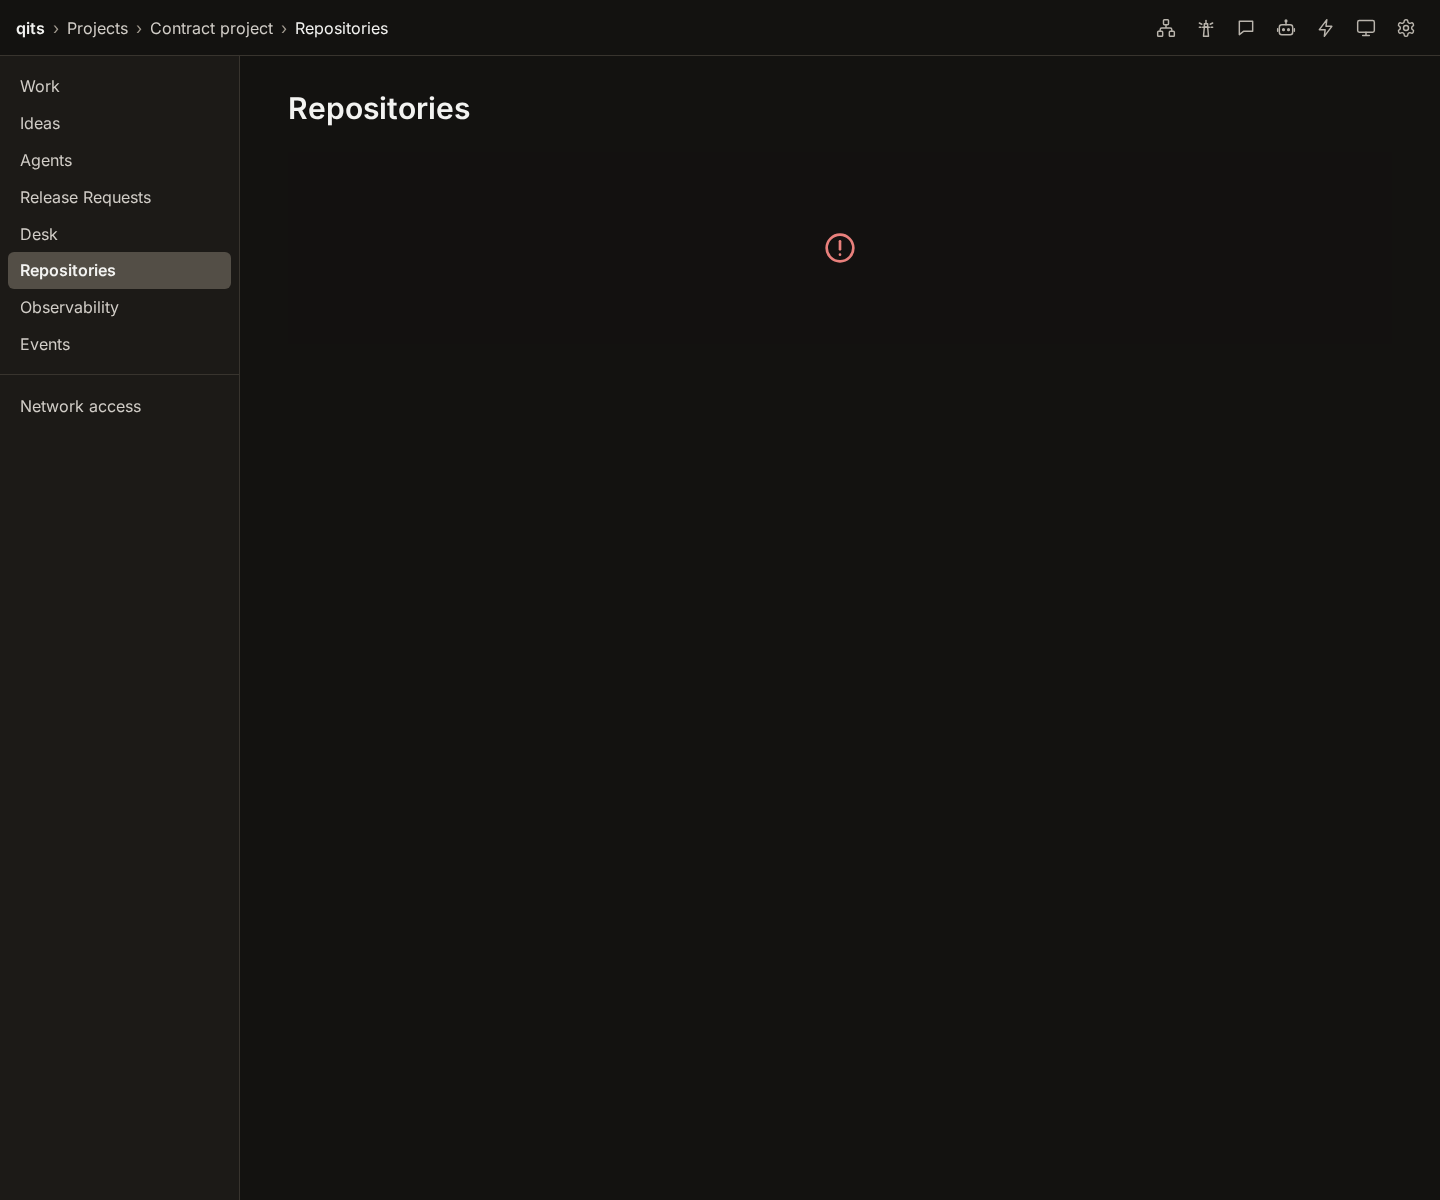 qits › Projects › Contract project › Repositories
Work
Ideas
Agents
Release Requests
Desk
Repositories
Observability
Events
Network access
Repositories